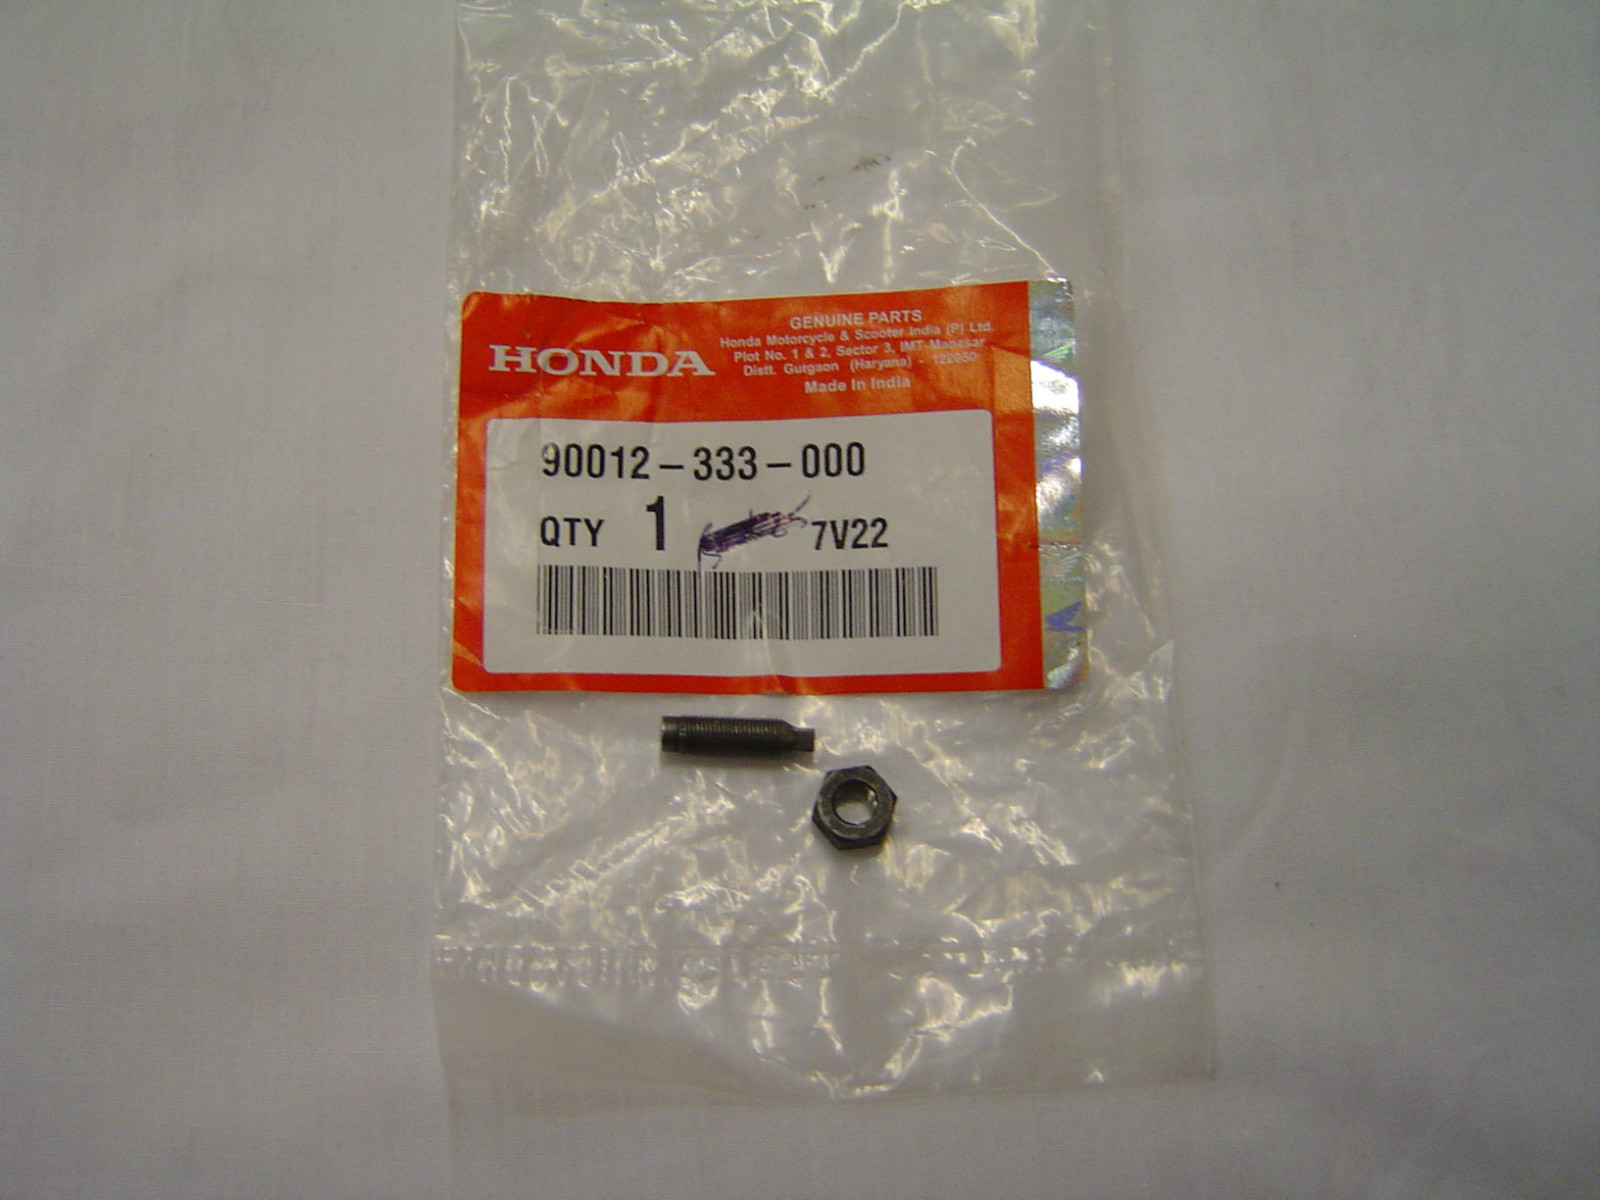 HONDA
GENUINE PARTS
Honda Motorcycle & Scooter India (P) Ltd.
Plot No. 1 & 2, Sector 3, IMT Manesar
Distt. Gurgaon (Haryana) - 122050
Made In India
90012-333-000
QTY 1 7V22